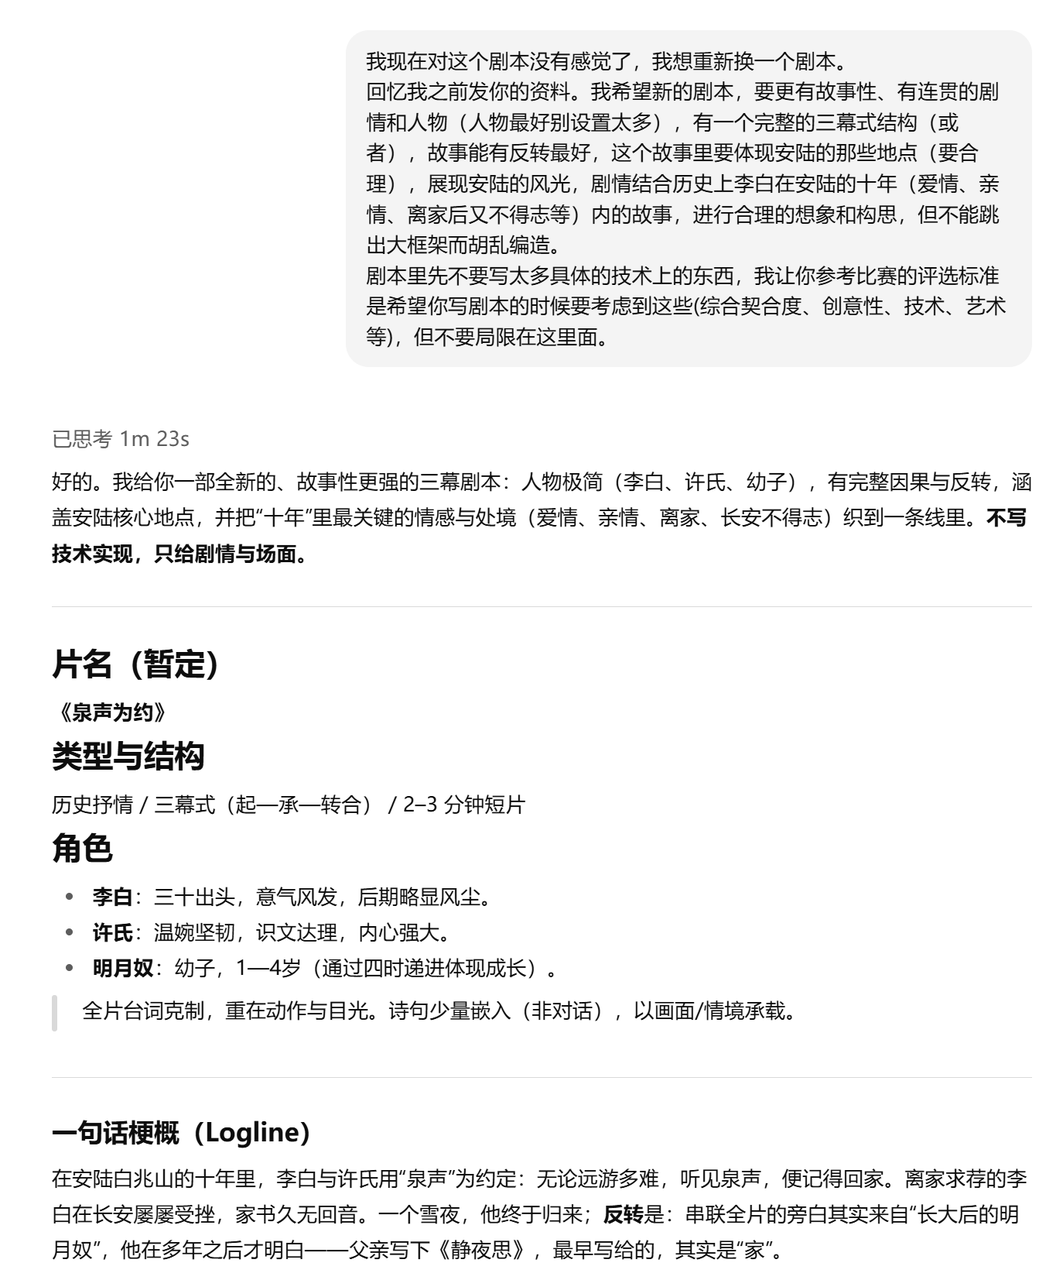 我现在对这个剧本没有感觉了，我想重新换一个剧本。
回忆我之前发你的资料。我希望新的剧本，要更有故事性、有连贯的剧
情和人物（人物最好别设置太多），有一个完整的三幕式结构（或
者），故事能有反转最好，这个故事里要体现安陆的那些地点（要合
理），展现安陆的风光，剧情结合历史上李白在安陆的十年（爱情、亲
情、离家后又不得志等）内的故事，进行合理的想象和构思，但不能跳
出大框架而胡乱编造。
剧本里先不要写太多具体的技术上的东西，我让你参考比赛的评选标准
是希望你写剧本的时候要考虑到这些(综合契合度、创意性、技术、艺术
等)，但不要局限在这里面。
已思考 1m 23s
好的。我给你一部全新的、故事性更强的三幕剧本：人物极简（李白、许氏、幼子），有完整因果与反转，涵
盖安陆核心地点，并把“十年”里最关键的情感与处境（爱情、亲情、离家、长安不得志）织到一条线里。不写
技术实现，只给剧情与场面。
片名（暂定）
《泉声为约》
类型与结构
历史抒情 / 三幕式（起—承—转合） / 2–3 分钟短片
角色
• 李白：三十出头，意气风发，后期略显风尘。
• 许氏：温婉坚韧，识文达理，内心强大。
• 明月奴：幼子，1—4岁（通过四时递进体现成长）。
全片台词克制，重在动作与目光。诗句少量嵌入（非对话），以画面/情境承载。
一句话梗概（Logline）
在安陆白兆山的十年里，李白与许氏用“泉声”为约定：无论远游多难，听见泉声，便记得回家。离家求荐的李
白在长安屡屡受挫，家书久无回音。一个雪夜，他终于归来；反转是：串联全片的旁白其实来自“长大后的明
月奴”，他在多年之后才明白——父亲写下《静夜思》，最早写给的，其实是“家”。